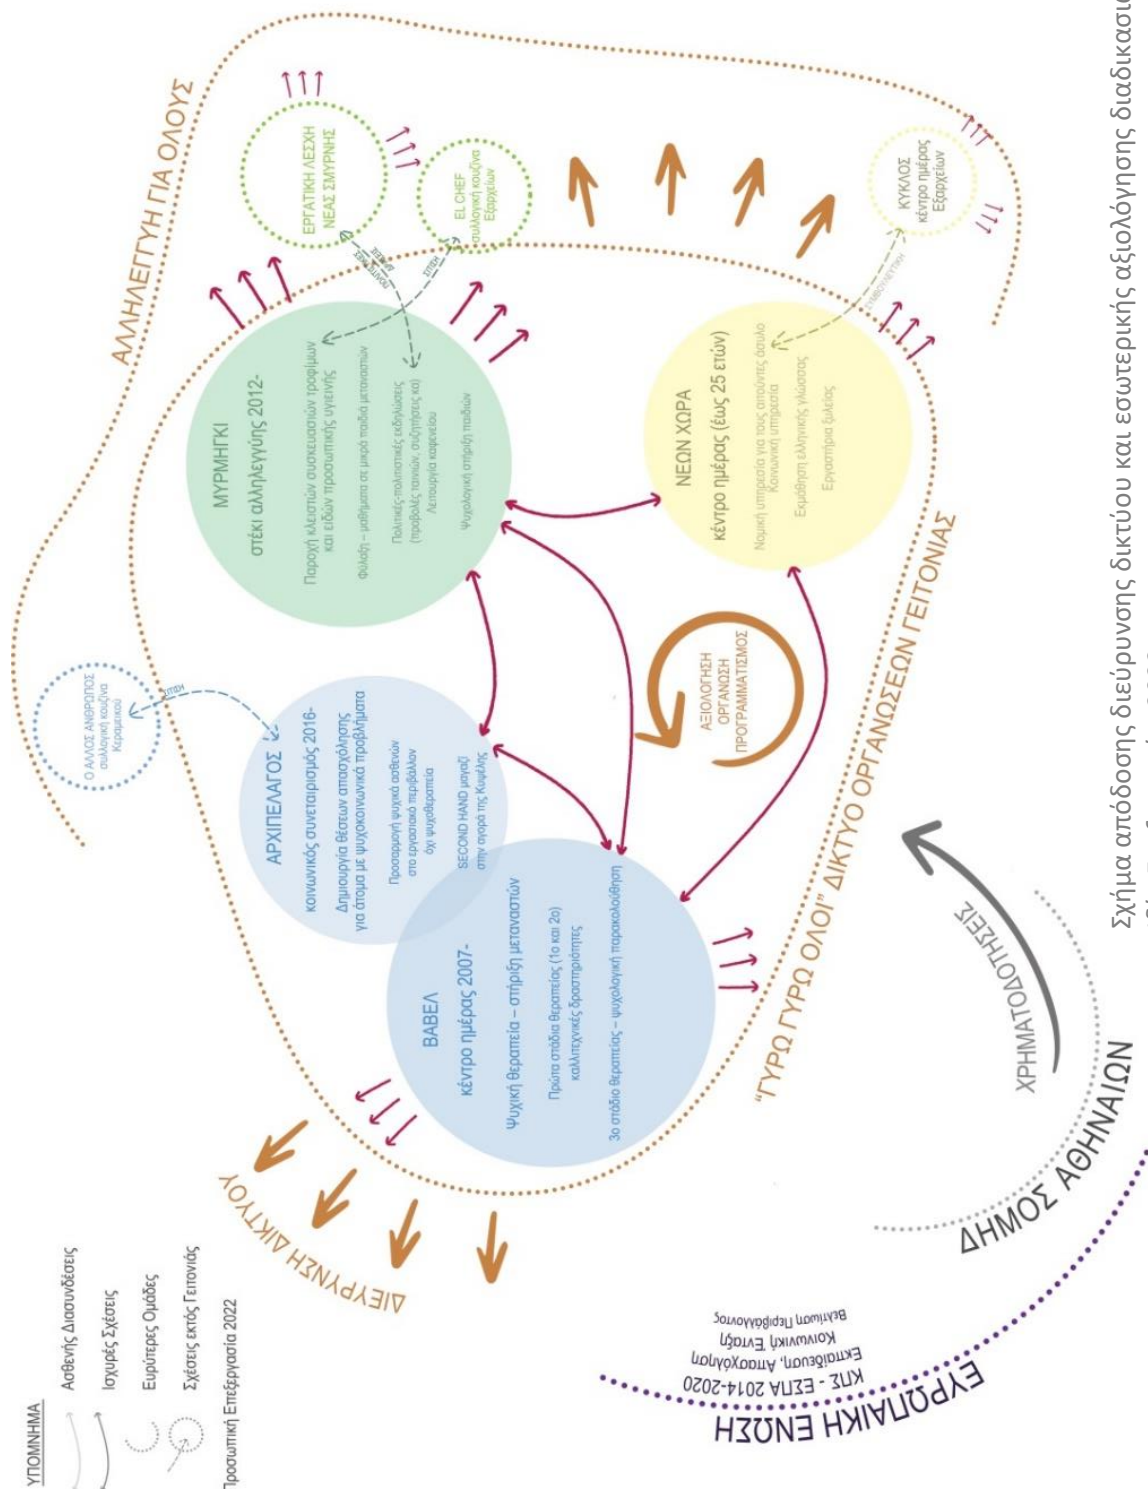 ΥΠΟΜΝΗΜΑ
Ασθενής Διασυνδέσεις
Ισχυρές Σχέσεις
Ευρύτερες Ομάδες
Σχέσεις εκτός Γειτονιάς
Προσωπική Επεξεργασία 2022
ΔΙΕΥΡΥΝΣΗ ΔΙΚΤΥΟΥ
ΑΛΛΗΛΕΓΓΥΗ ΓΙΑ ΟΛΟΥΣ
Ο ΑΛΛΟΣ ΑΝΘΡΩΠΟΣ
συλλογική κουζίνα
Κεραμεικού
ΣΙΤΙΣΗ
ΑΡΧΙΠΕΛΑΓΟΣ
κοινωνικός συνεταιρισμός 2016-
Δημιουργία θέσεων απασχόλησης
για άτομα με ψυχοκοινωνικά προβλήματα
Προσαρμογή ψυχικά ασθενών
στο εργασιακό περιβάλλον
όχι ψυχοθεραπεία
SECOND HAND μαγαζί
στην αγορά της Κυψέλης
ΒΑΒΕΛ
κέντρο ημέρας 2007-
Ψυχική θεραπεία – στήριξη μεταναστών
Πρώτα στάδια θεραπείας (1ο και 2ο)
καλλιτεχνικές δραστηριότητες
3ο στάδιο θεραπείας – ψυχολογική παρακολούθηση
ΜΥΡΜΗΓΚΙ
στέκι αλληλεγγύης 2012-
Παροχή κλειστών συσκευασιών τροφίμων
και ειδών προσωπικής υγιεινής
Φύλαξη – μαθήματα σε μικρά παιδιά μεταναστών
Πολιτικές-πολιτιστικές εκδηλώσεις
(προβολές ταινιών, συζητήσεις κα)
Λειτουργία καφενείου
Ψυχολογική στήριξη παιδιών
ΕΡΓΑΤΙΚΗ ΛΕΣΧΗ
ΝΕΑΣ ΣΜΥΡΝΗΣ
ΠΟΛΙΤΙΣΤΙΚΕΣ
ΔΡΑΣΕΙΣ
EL CHEF
συλλογική κουζίνα
Εξαρχείων
ΣΙΤΙΣΗ
ΝΕΩΝ ΧΩΡΑ
κέντρο ημέρας (έως 25 ετών)
Νομική υπηρεσία για τους αιτούντες άσυλο
Κοινωνική υπηρεσία
Εκμάθηση ελληνικής γλώσσας
Εργαστήρια ξυλείας
ΚΥΚΛΟΣ
κέντρο ημέρας
Εξαρχείων
ΣΥΜΒΟΥΛΕΥΤΙΚΗ
ΑΞΙΟΛΟΓΗΣΗ
ΟΡΓΑΝΩΣΗ
ΠΡΟΓΡΑΜΜΑΤΙΣΜΟΣ
"ΓΥΡΩ ΓΥΡΩ ΟΛΟΙ" ΔΙΚΤΥΟ ΟΡΓΑΝΩΣΕΩΝ ΓΕΙΤΟΝΙΑΣ
ΧΡΗΜΑΤΟΔΟΤΗΣΕΙΣ
ΔΗΜΟΣ ΑΘΗΝΑΙΩΝ
ΚΠΣ - ΕΣΠΑ 2014-2020
Εκπαίδευση, Απασχόληση
Κοινωνική Ένταξη
Βελτίωση Περιβάλλοντος
ΕΥΡΩΠΑΙΚΗ ΕΝΩΣΗ
Σχήμα απόδοσης διεύρυνσης δικτύου και εσωτερικής αξιολόγησης